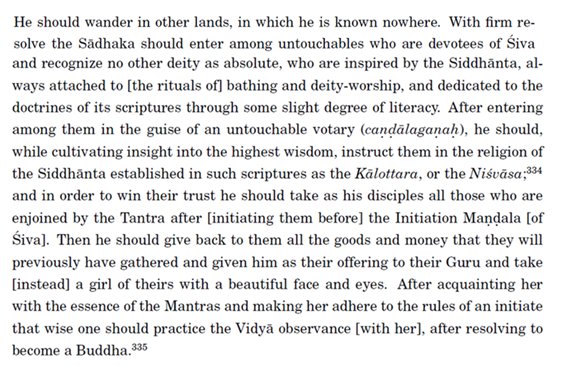 He should wander in other lands, in which he is known nowhere. With firm re-
solve the Sādhaka should enter among untouchables who are devotees of Śiva
and recognize no other deity as absolute, who are inspired by the Siddhānta, al-
ways attached to [the rituals of] bathing and deity-worship, and dedicated to the
doctrines of its scriptures through some slight degree of literacy. After entering
among them in the guise of an untouchable votary (caṇḍālagaṇaḥ), he should,
while cultivating insight into the highest wisdom, instruct them in the religion of
the Siddhānta established in such scriptures as the Kālottara, or the Niśvāsa;³³⁴
and in order to win their trust he should take as his disciples all those who are
enjoined by the Tantra after [initiating them before] the Initiation Maṇḍala [of
Śiva]. Then he should give back to them all the goods and money that they will
previously have gathered and given him as their offering to their Guru and take
[instead] a girl of theirs with a beautiful face and eyes. After acquainting her
with the essence of the Mantras and making her adhere to the rules of an initiate
that wise one should practice the Vidyā observance [with her], after resolving to
become a Buddha.³³⁵